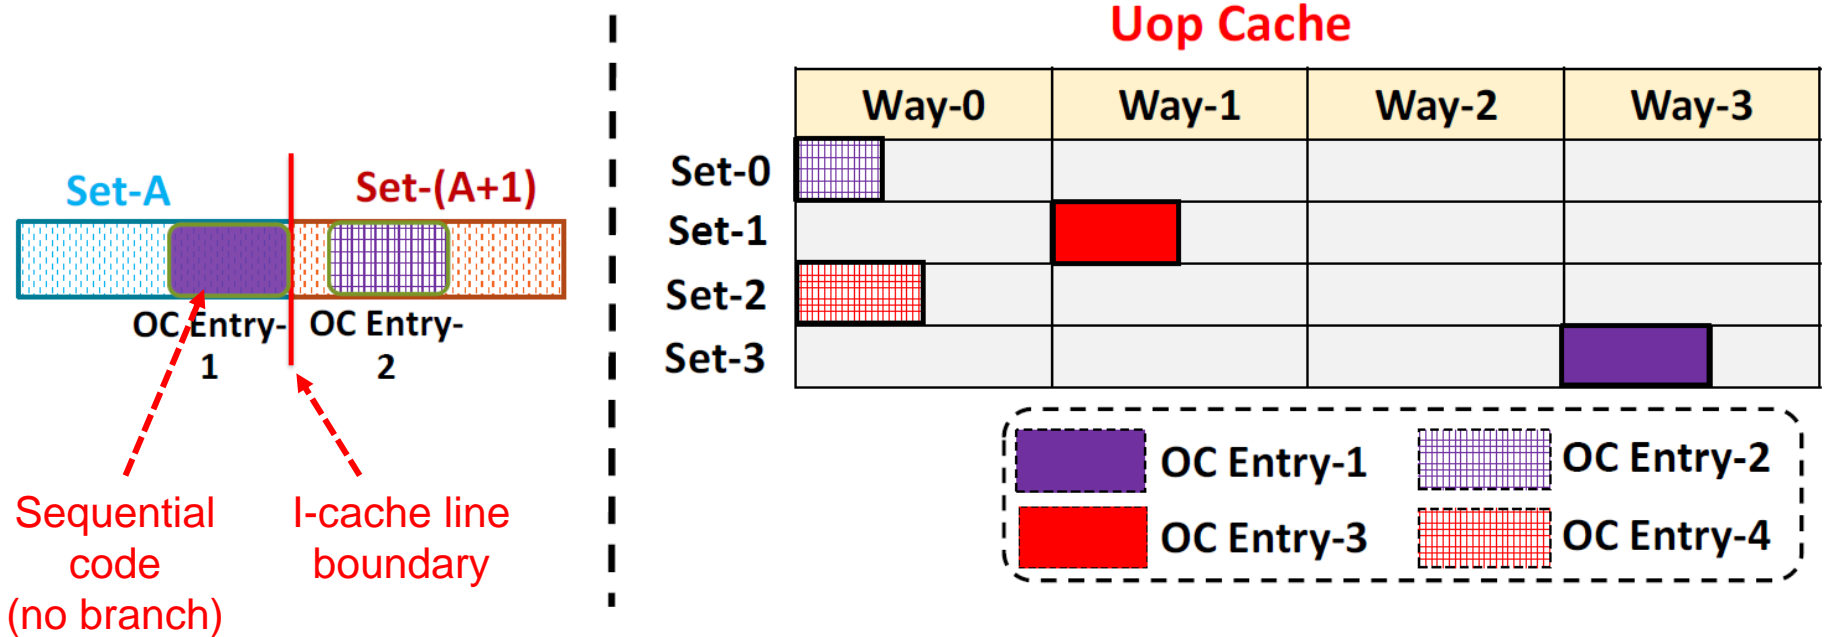 Uop Cache
Way-0 Way-1 Way-2 Way-3
Set-0
Set-1
Set-2
Set-3
Set-A Set-(A+1)
OC Entry-
1
OC Entry-
2
Sequential
code
(no branch)
I-cache line
boundary
OC Entry-1 OC Entry-2
OC Entry-3 OC Entry-4